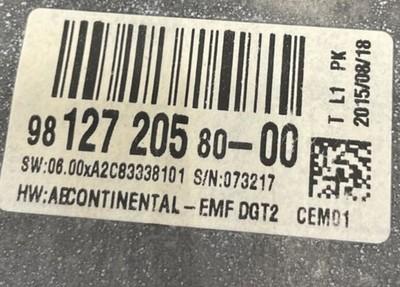 98 127 205 80-00
SW:06.00xA2C83338101 S/N:073217
HW:AECONTINENTAL-EMF DGT2 CEM01
T L1 PK
2015/08/18